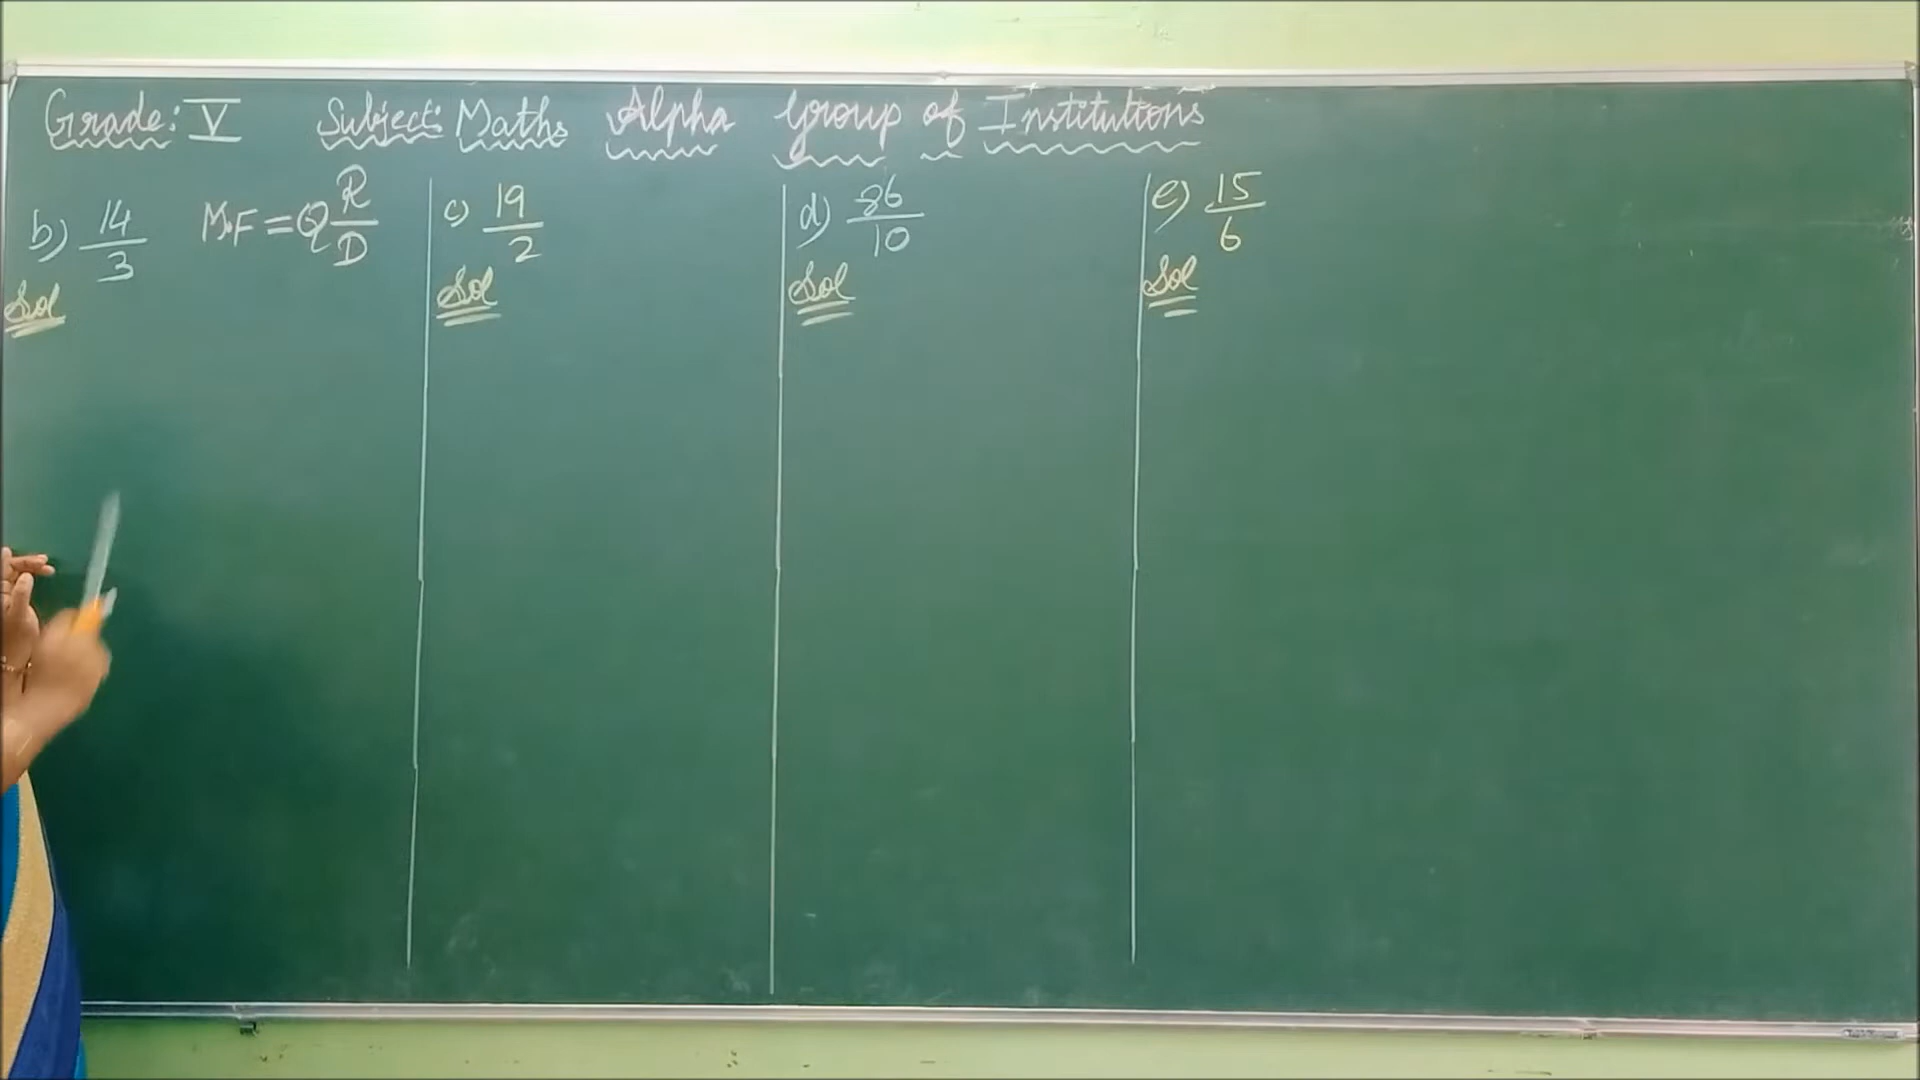 Grade: V Subject: Maths Alpha Group of Institutions
b) 14/3 M.F = Q R/D
Sol
c) 19/2
Sol
d) 86/10
Sol
e) 15/6
Sol